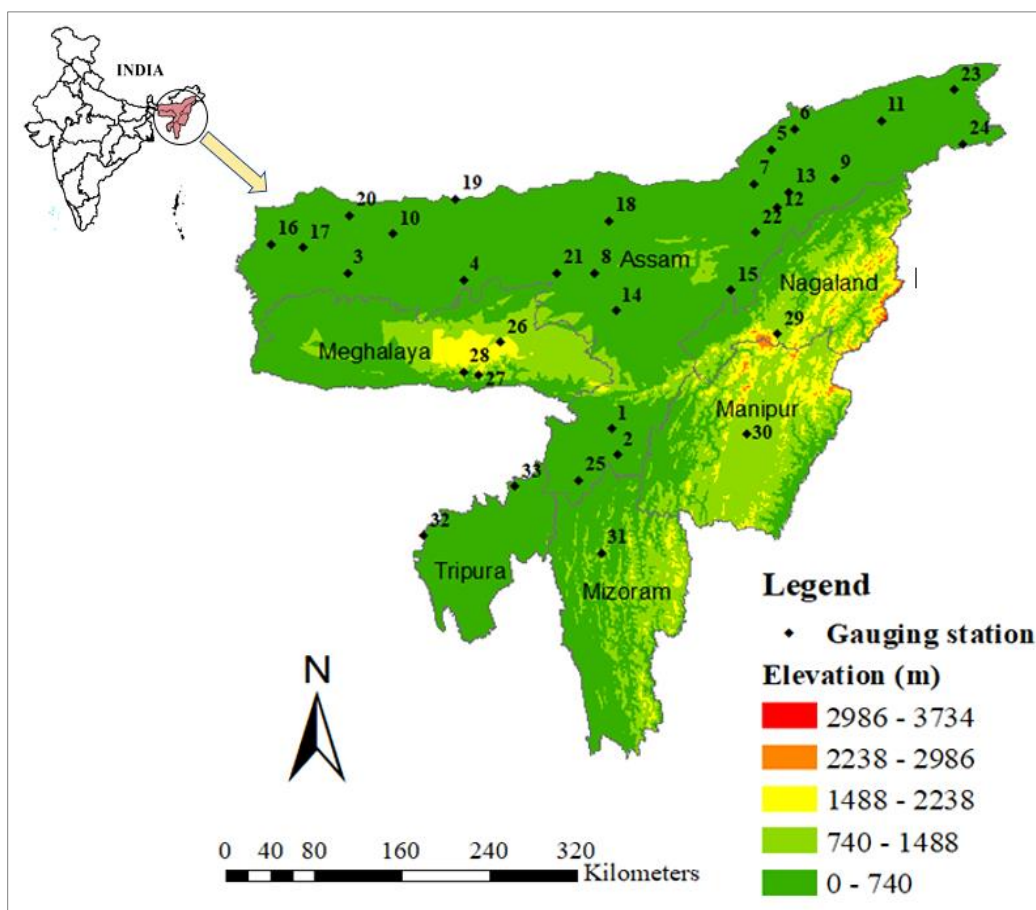 INDIA
23
6
11
5
24
7
13
9
19
20
18
12
10
22
16
17
3
4
21
8
Assam
15
14
Nagaland
29
26
Meghalaya
28
27
Manipur
30
1
2
25
33
32
31
Tripura
Mizoram
Legend
Gauging station
N
Elevation (m)
2986 - 3734
2238 - 2986
1488 - 2238
740 - 1488
0 - 740
0 40 80 160 240 320
Kilometers